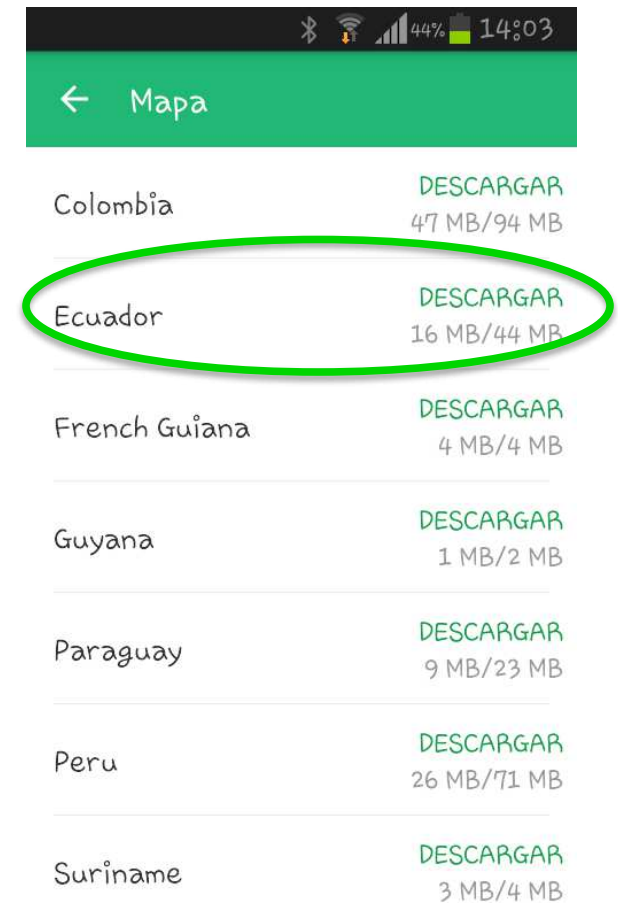 44% 14:03
← Mapa
Colombia DESCARGAR
47 MB/94 MB
Ecuador DESCARGAR
16 MB/44 MB
French Guiana DESCARGAR
4 MB/4 MB
Guyana DESCARGAR
1 MB/2 MB
Paraguay DESCARGAR
9 MB/23 MB
Peru DESCARGAR
26 MB/71 MB
Suriname DESCARGAR
3 MB/4 MB